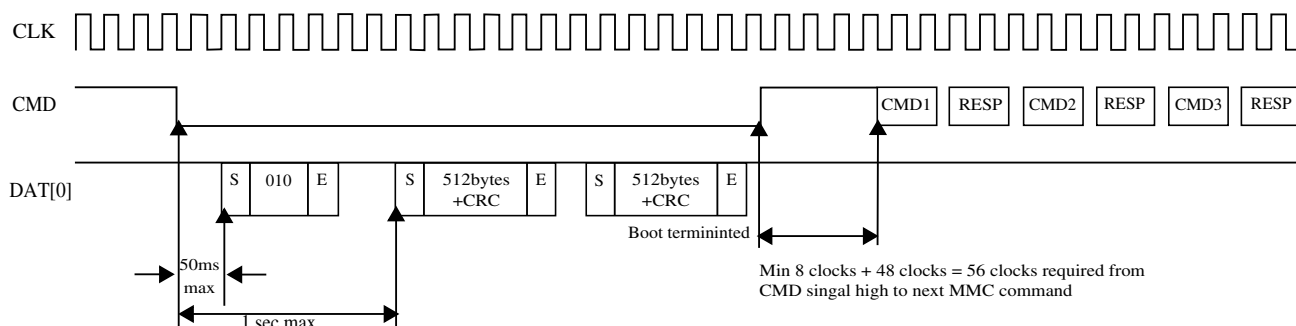 CLK
CMD
CMD1 RESP CMD2 RESP CMD3 RESP
DAT[0]
S 010 E
S 512bytes +CRC E
S 512bytes +CRC E
Boot termininted
50ms
max
1 sec max
Min 8 clocks + 48 clocks = 56 clocks required from
CMD singal high to next MMC command